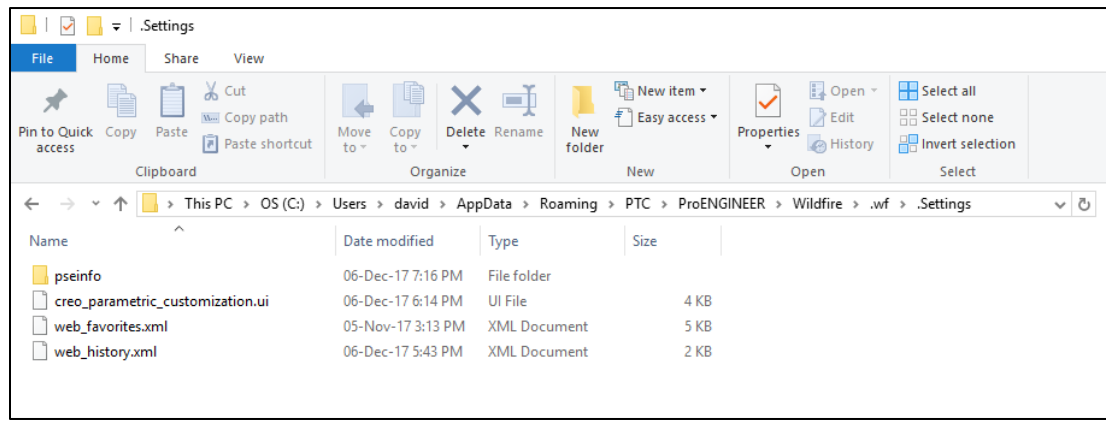 .Settings
File Home Share View
Pin to Quick access
Copy
Paste
Cut
Copy path
Paste shortcut
Clipboard
Move to
Copy to
Delete
Rename
Organize
New folder
New item
Easy access
New
Properties
Open
Edit
History
Open
Select all
Select none
Invert selection
Select
This PC > OS (C:) > Users > david > AppData > Roaming > PTC > ProENGINEER > Wildfire > .wf > .Settings
Name Date modified Type Size
pseinfo 06-Dec-17 7:16 PM File folder
creo_parametric_customization.ui 06-Dec-17 6:14 PM UI File 4 KB
web_favorites.xml 05-Nov-17 3:13 PM XML Document 5 KB
web_history.xml 06-Dec-17 5:43 PM XML Document 2 KB